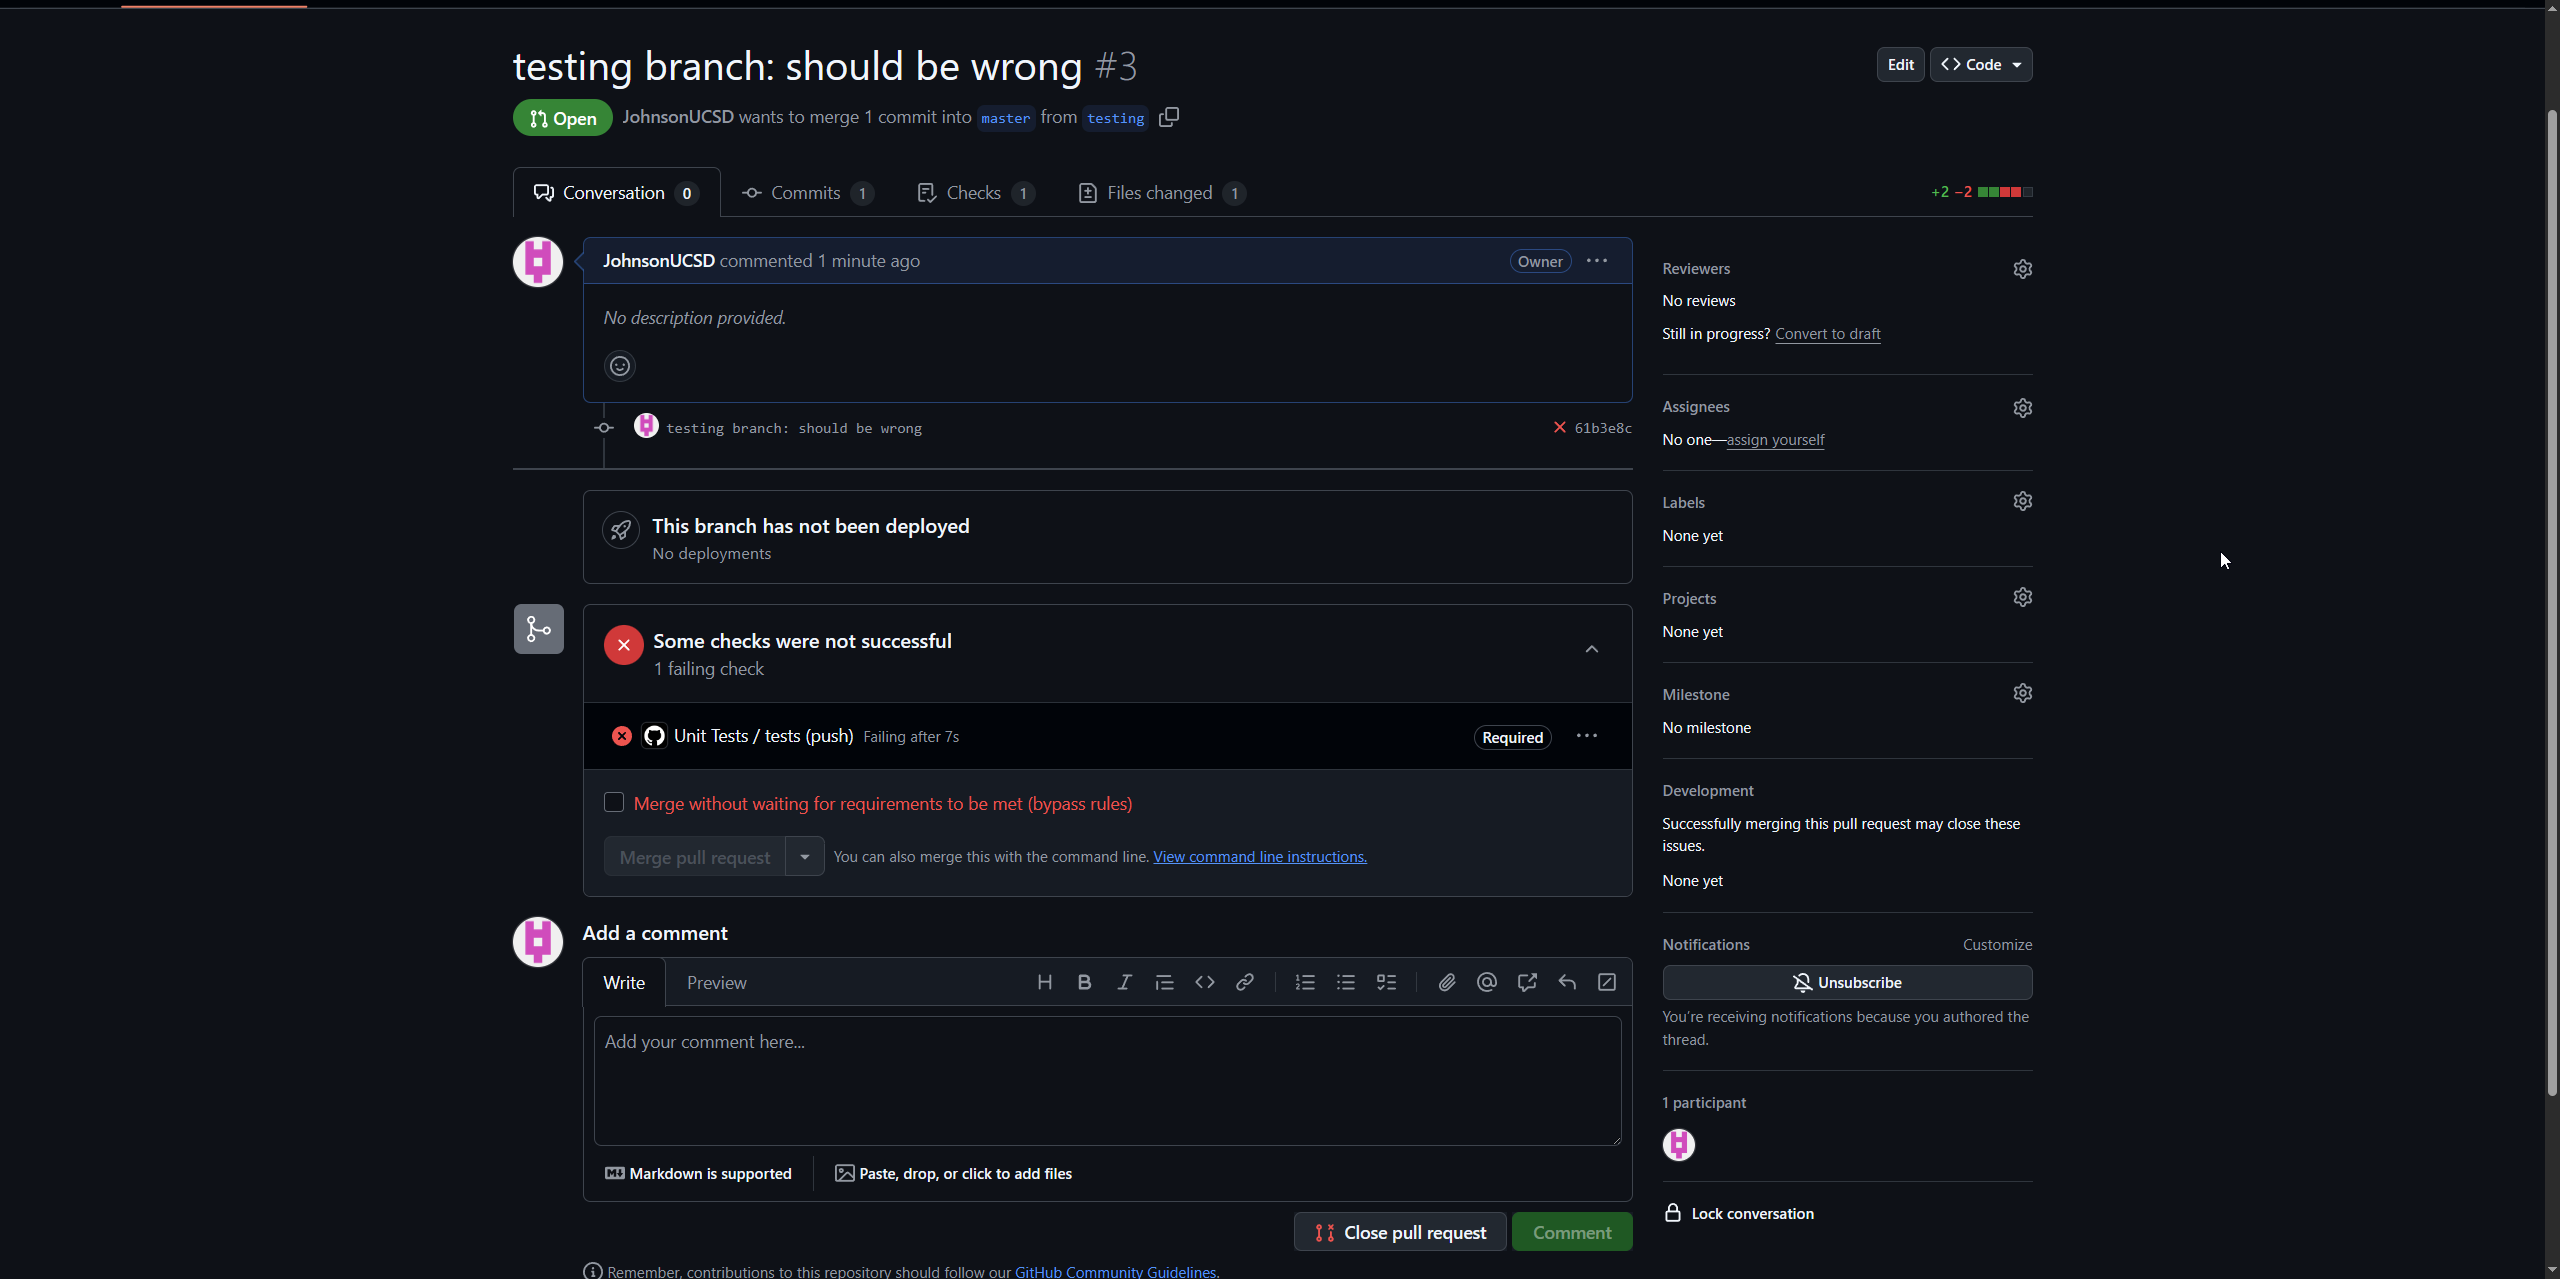 testing branch: should be wrong #3
Edit
Code
Open
JohnsonUCSD wants to merge 1 commit into master from testing
Conversation 0
Commits 1
Checks 1
Files changed 1
+2 −2
JohnsonUCSD commented 1 minute ago
Owner
No description provided.
testing branch: should be wrong
61b3e8c
This branch has not been deployed
No deployments
Some checks were not successful
1 failing check
Unit Tests / tests (push) Failing after 7s
Required
Merge without waiting for requirements to be met (bypass rules)
Merge pull request
You can also merge this with the command line. View command line instructions.
Add a comment
Write
Preview
Add your comment here...
Markdown is supported
Paste, drop, or click to add files
Close pull request
Comment
Remember, contributions to this repository should follow our GitHub Community Guidelines.
Reviewers
No reviews
Still in progress? Convert to draft
Assignees
No one—assign yourself
Labels
None yet
Projects
None yet
Milestone
No milestone
Development
Successfully merging this pull request may close these
issues.
None yet
Notifications
Customize
Unsubscribe
You're receiving notifications because you authored the
thread.
1 participant
Lock conversation